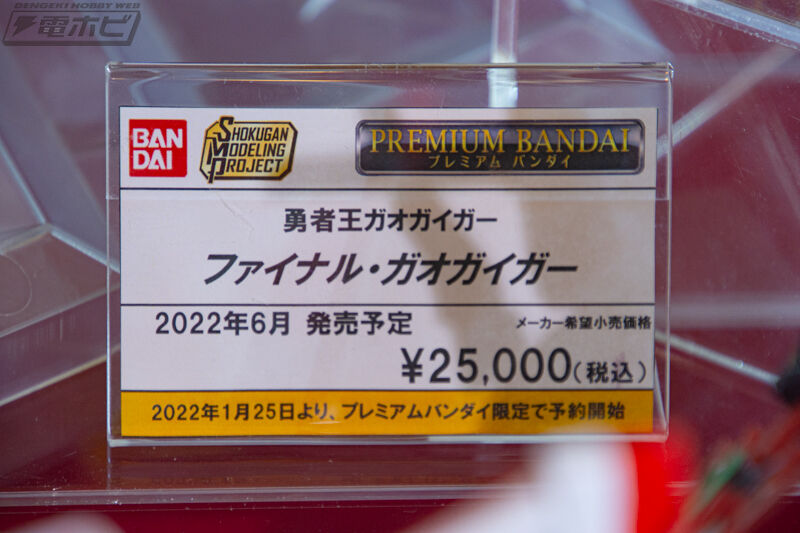 DENGEKI HOBBY WEB
電ホビ
BAN
DAI
SHOKUGAN
MODELING
PROJECT
PREMIUM BANDAI
プレミアム バンダイ
勇者王ガオガイガー
ファイナル・ガオガイガー
2022年6月 発売予定
メーカー希望小売価格
¥25,000(税込)
2022年1月25日より、プレミアムバンダイ限定で予約開始